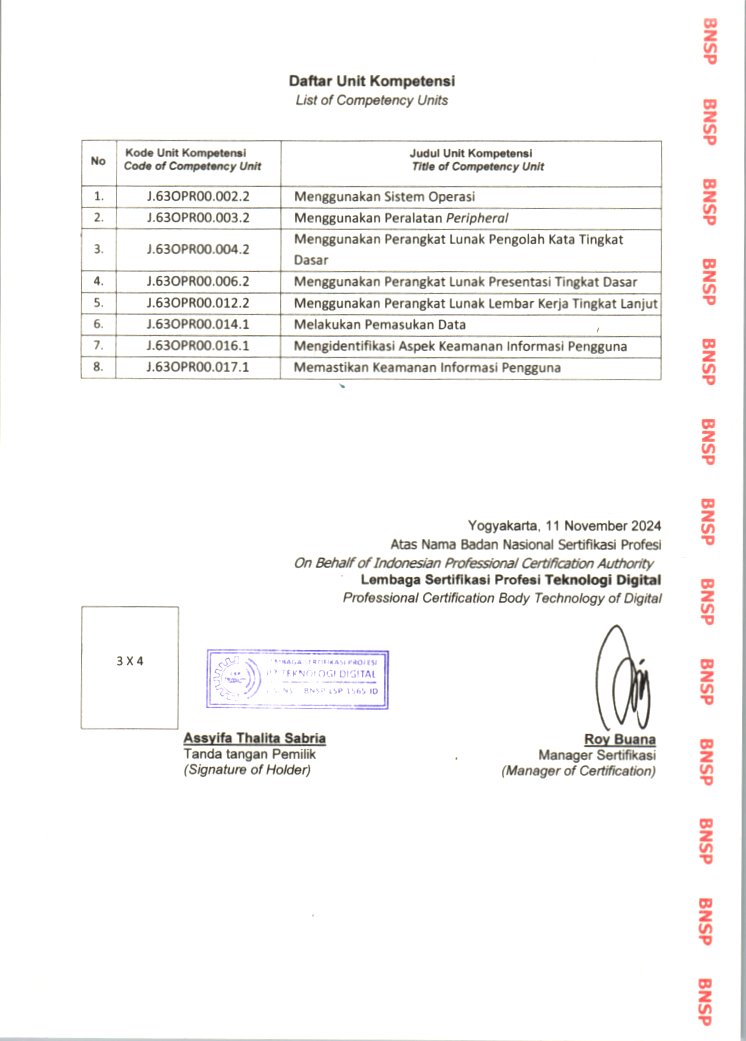 Daftar Unit Kompetensi
List of Competency Units
No
Kode Unit Kompetensi
Code of Competency Unit
Judul Unit Kompetensi
Title of Competency Unit
1. J.63OPR00.002.2 Menggunakan Sistem Operasi
2. J.63OPR00.003.2 Menggunakan Peralatan Peripheral
3. J.63OPR00.004.2 Menggunakan Perangkat Lunak Pengolah Kata Tingkat
Dasar
4. J.63OPR00.006.2 Menggunakan Perangkat Lunak Presentasi Tingkat Dasar
5. J.63OPR00.012.2 Menggunakan Perangkat Lunak Lembar Kerja Tingkat Lanjut
6. J.63OPR00.014.1 Melakukan Pemasukan Data
7. J.63OPR00.016.1 Mengidentifikasi Aspek Keamanan Informasi Pengguna
8. J.63OPR00.017.1 Memastikan Keamanan Informasi Pengguna
Yogyakarta, 11 November 2024
Atas Nama Badan Nasional Sertifikasi Profesi
On Behalf of Indonesian Professional Certification Authority
Lembaga Sertifikasi Profesi Teknologi Digital
Professional Certification Body Technology of Digital
3 X 4
LEMBAGA SERTIFIKASI PROFESI
TEKNOLOGI DIGITAL
BNSP LSP 1565 ID
Assyifa Thalita Sabria
Tanda tangan Pemilik
(Signature of Holder)
Roy Buana
Manager Sertifikasi
(Manager of Certification)
BNSP
BNSP
BNSP
BNSP
BNSP
BNSP
BNSP
BNSP
BNSP
BNSP
BNSP
BNSP
BNSP